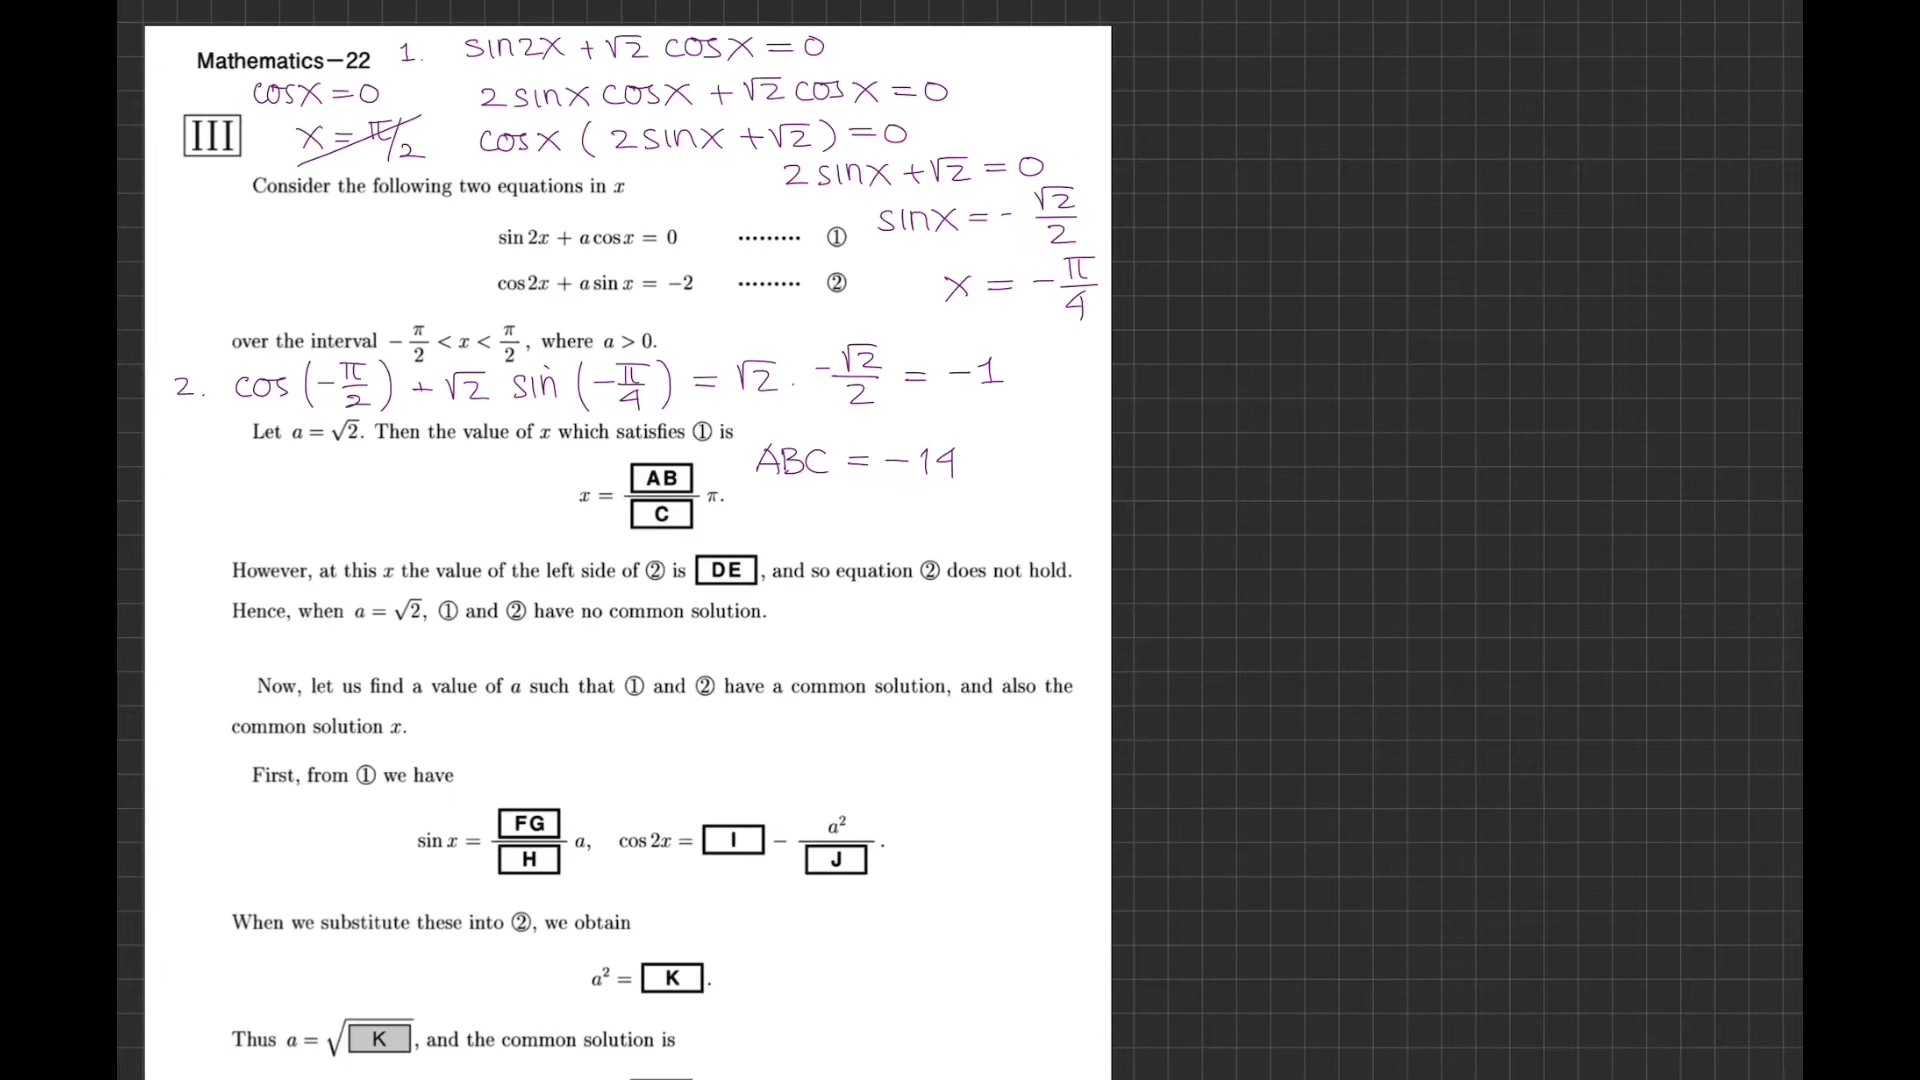 Mathematics−22
1. sin2x + √2 cosx = 0
cosx = 0
2sinx cosx + √2 cosx = 0
III
x = π/2
cosx ( 2sinx + √2 ) = 0
2sinx + √2 = 0
Consider the following two equations in x
sinx = - √2/2
sin 2x + a cos x = 0 ········· ①
cos 2x + a sin x = −2 ········· ②
x = - π/4
over the interval −π/2 < x < π/2, where a > 0.
2. cos (-π/2) + √2 sin (-π/4) = √2 · -√2/2 = -1
Let a = √2. Then the value of x which satisfies ① is
ABC = -14
x = AB/C π.
However, at this x the value of the left side of ② is DE, and so equation ② does not hold.
Hence, when a = √2, ① and ② have no common solution.
Now, let us find a value of a such that ① and ② have a common solution, and also the
common solution x.
First, from ① we have
sin x = FG/H a, cos 2x = I − a²/J.
When we substitute these into ②, we obtain
a² = K.
Thus a = √K, and the common solution is